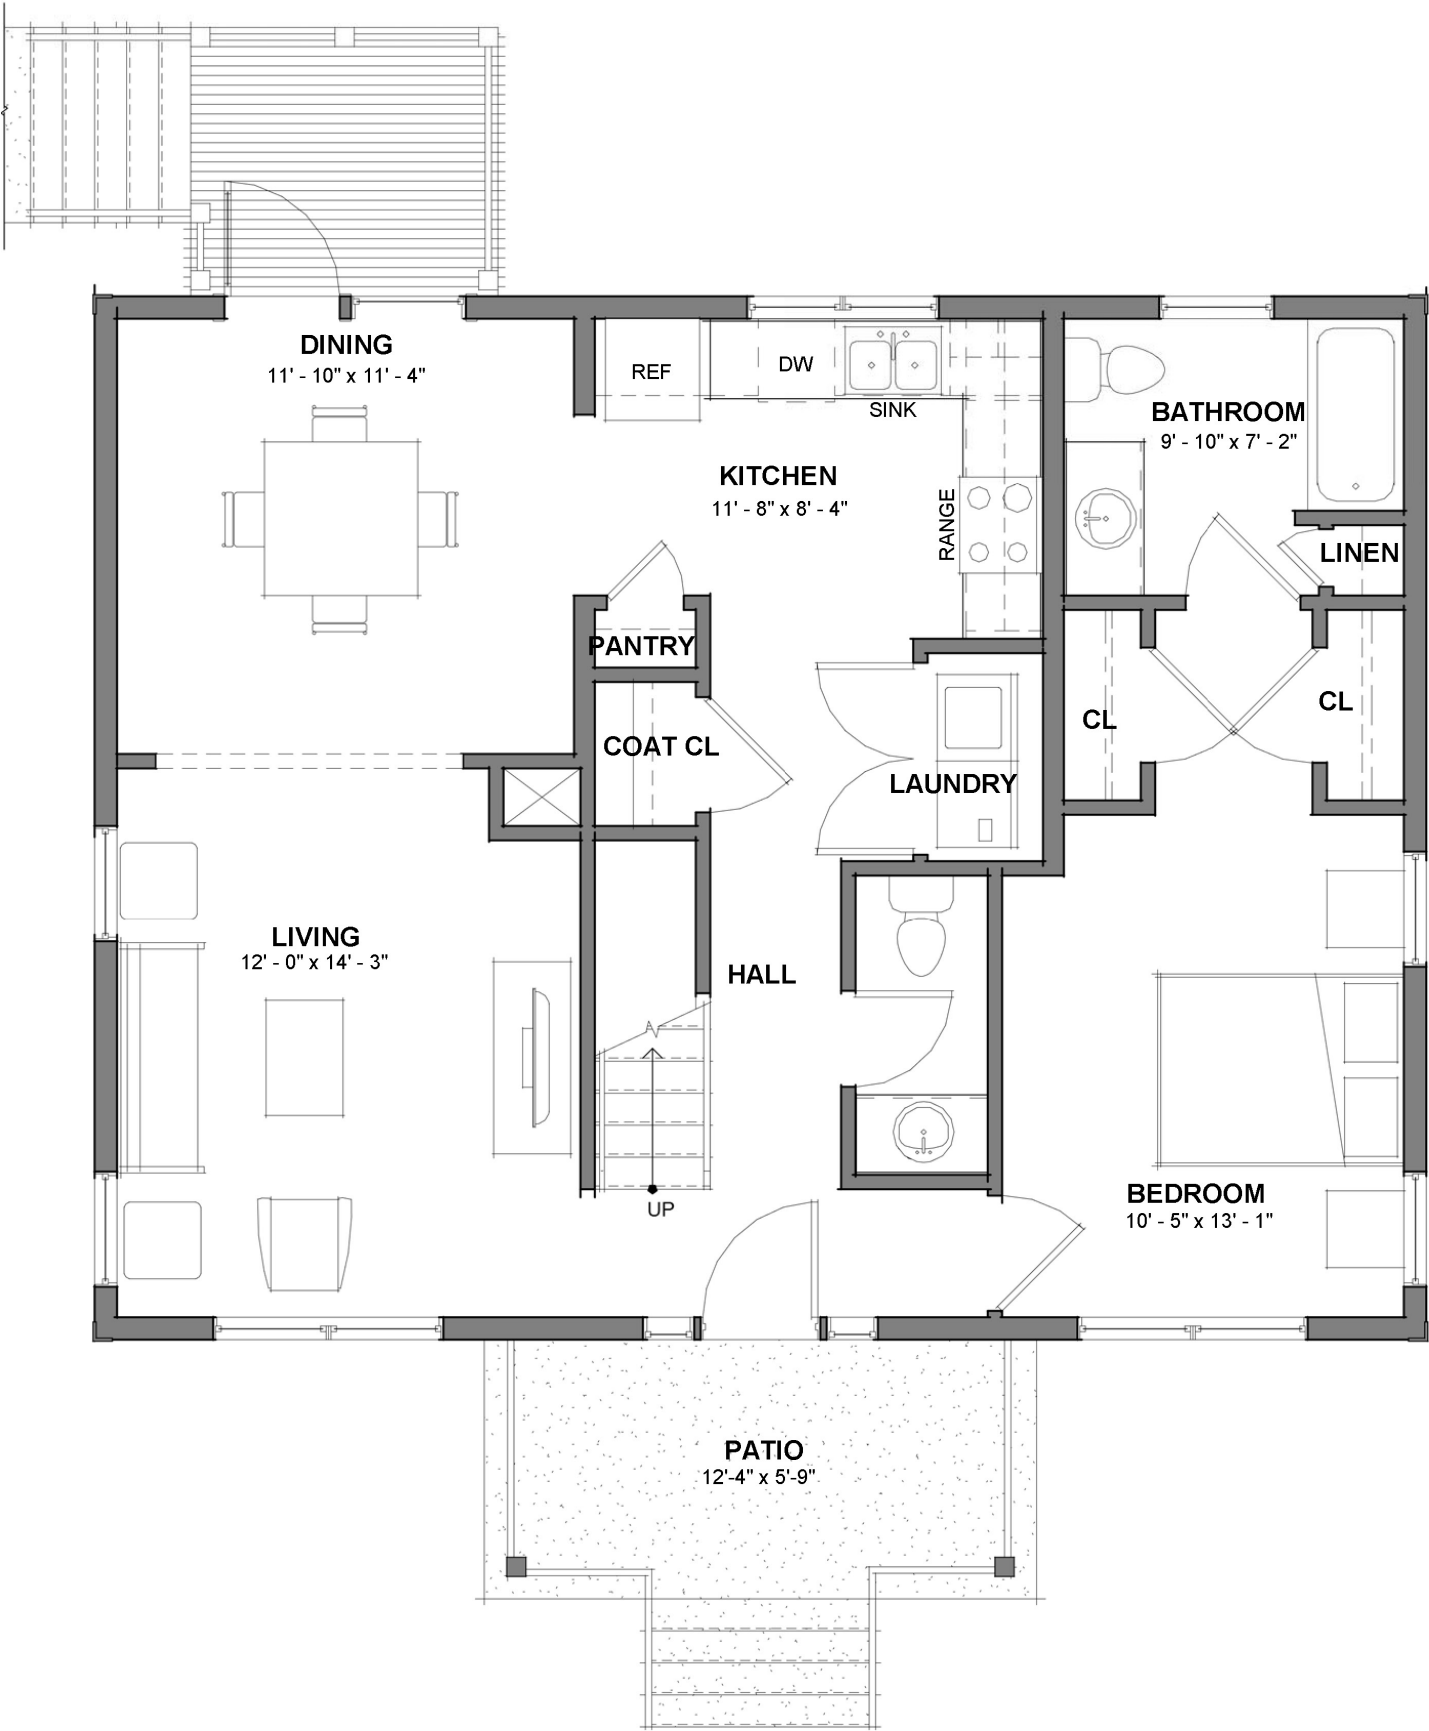 DINING
11' - 10" x 11' - 4"
REF
DW
SINK
KITCHEN
11' - 8" x 8' - 4"
RANGE
BATHROOM
9' - 10" x 7' - 2"
LINEN
PANTRY
COAT CL
LAUNDRY
CL
CL
LIVING
12' - 0" x 14' - 3"
HALL
UP
BEDROOM
10' - 5" x 13' - 1"
PATIO
12'-4" x 5'-9"